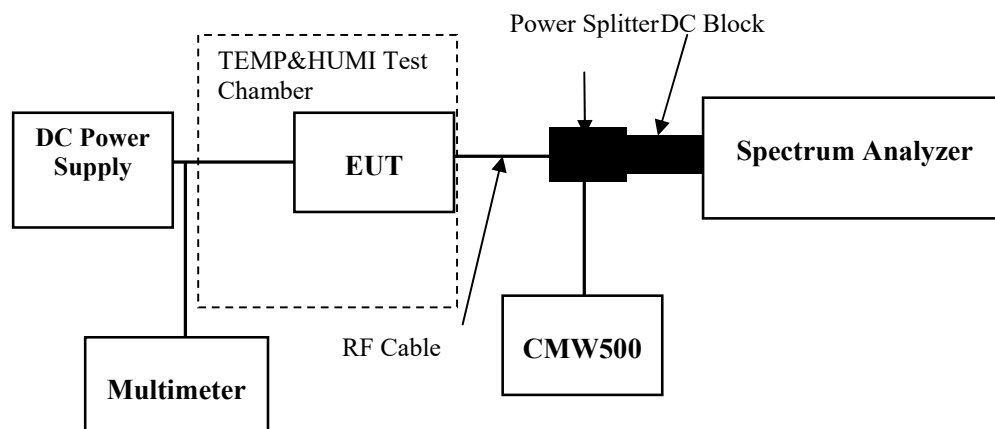 Power Splitter DC Block
TEMP&HUMI Test
Chamber
DC Power
Supply
EUT
Spectrum Analyzer
RF Cable
CMW500
Multimeter